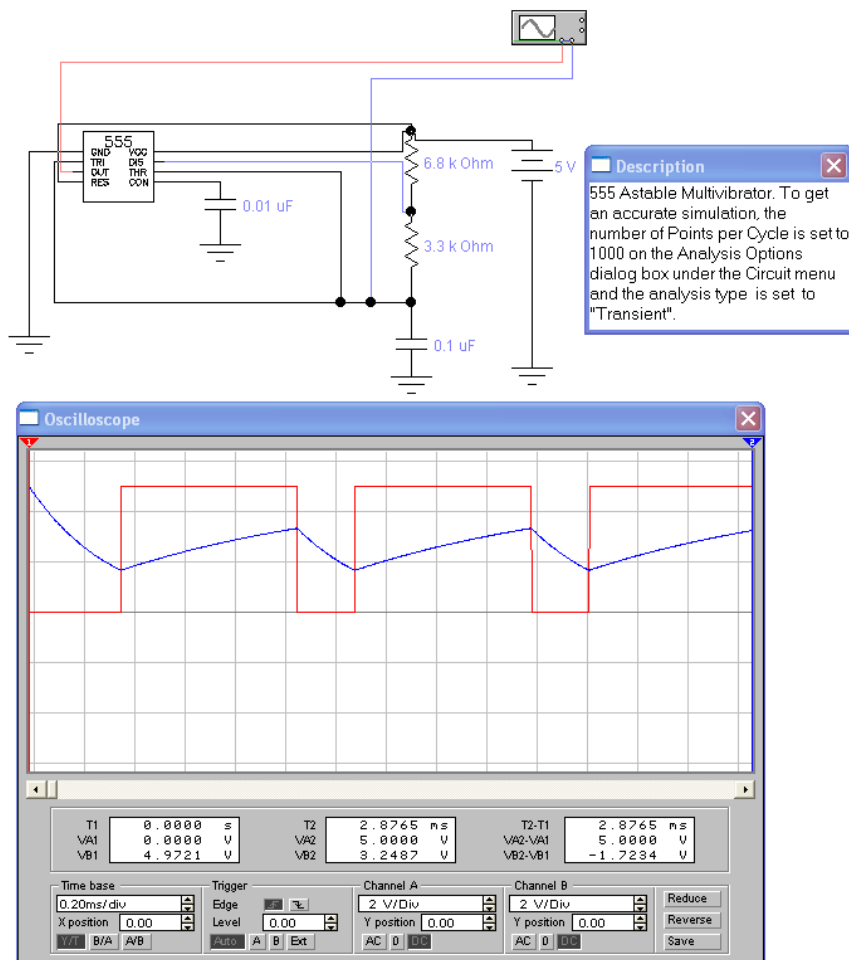 555
GND VCC
TRI DIS
OUT THR
RES CON
0.01 uF
6.8 k Ohm
3.3 k Ohm
0.1 uF
5 V
Description
555 Astable Multivibrator. To get
an accurate simulation, the
number of Points per Cycle is set to
1000 on the Analysis Options
dialog box under the Circuit menu
and the analysis type is set to
"Transient".
Oscilloscope
1
2
T1 0.0000 s T2 2.8765 ms T2-T1 2.8765 ms
VA1 0.0000 V VA2 5.0000 V VA2-VA1 5.0000 V
VB1 4.9721 V VB2 3.2487 V VB2-VB1 -1.7234 V
Time base Trigger Channel A Channel B
0.20ms/div Edge 2 V/Div 2 V/Div Reduce
X position 0.00 Level 0.00 Y position 0.00 Y position 0.00 Reverse
Y/T B/A A/B Auto A B Ext AC 0 DC AC 0 DC Save